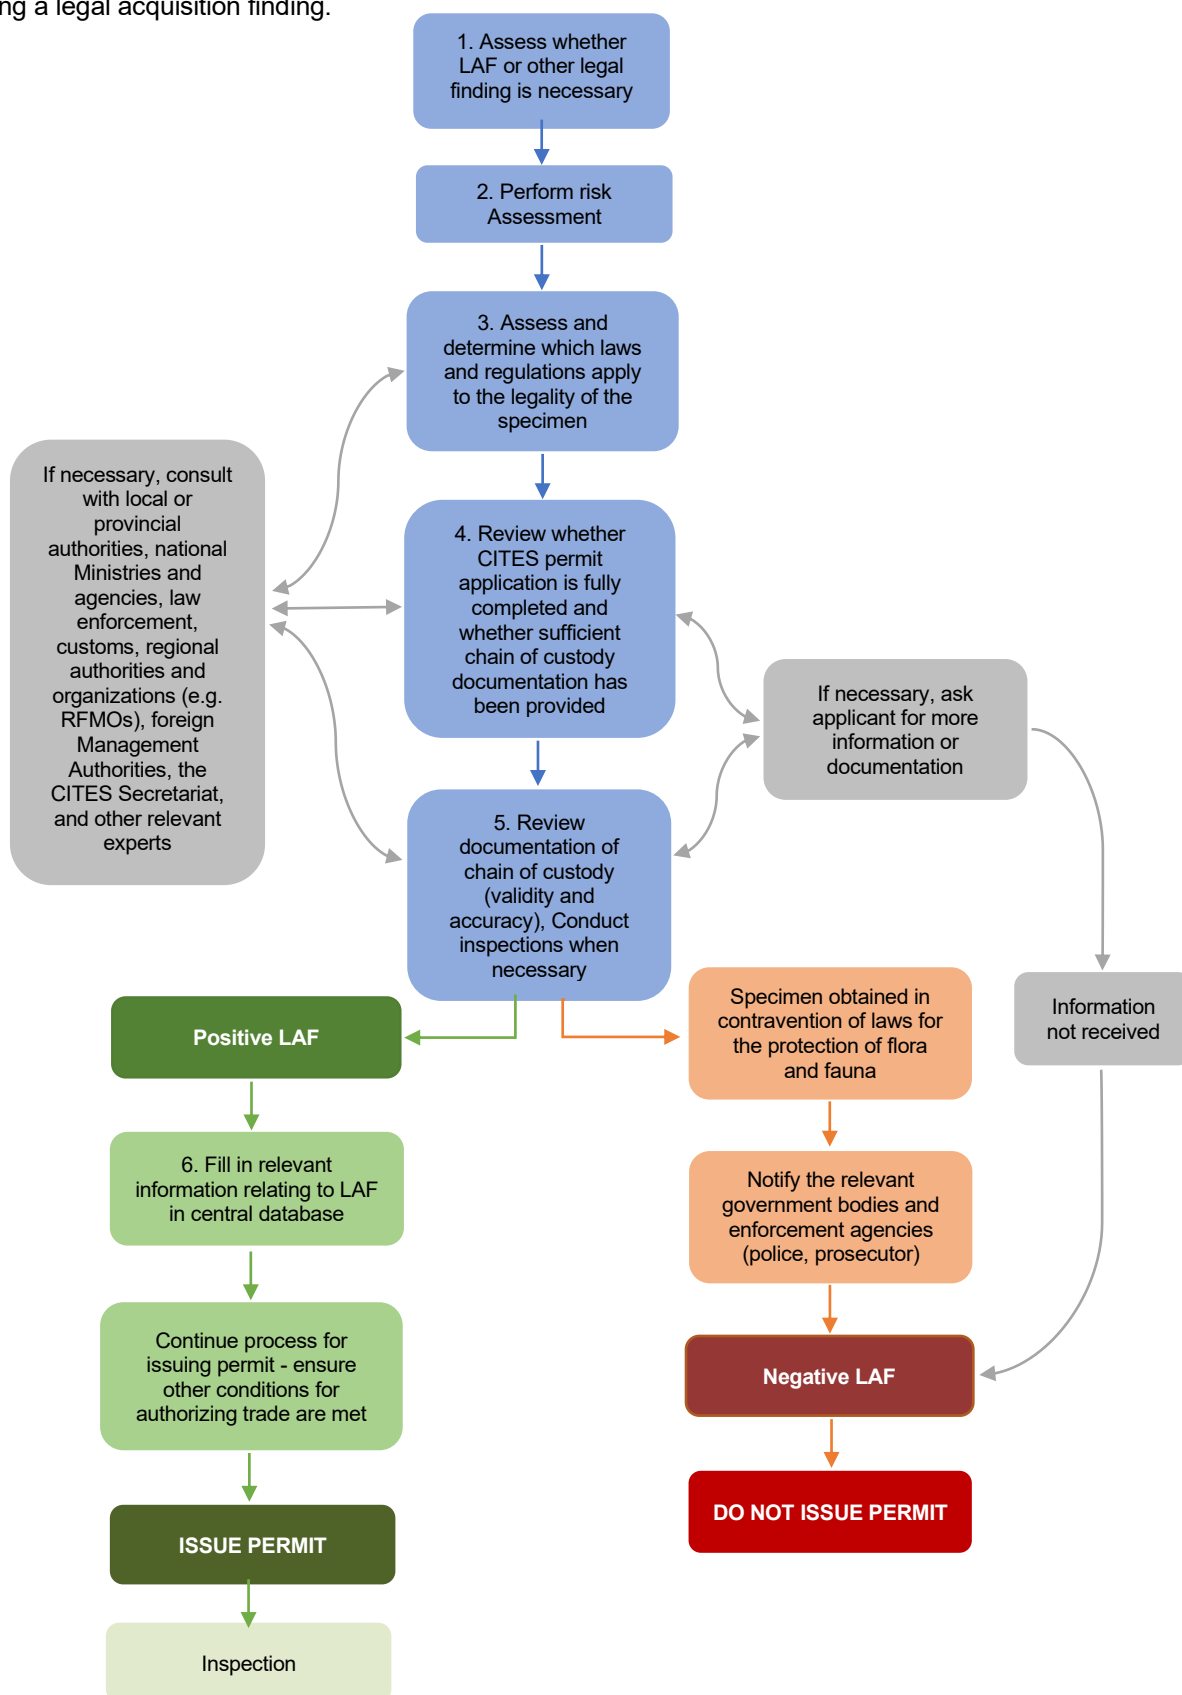 ng a legal acquisition finding.
1. Assess whether
LAF or other legal
finding is necessary
2. Perform risk
Assessment
3. Assess and
determine which laws
and regulations apply
to the legality of the
specimen
If necessary, consult
with local or
provincial
authorities, national
Ministries and
agencies, law
enforcement,
customs, regional
authorities and
organizations (e.g.
RFMOs), foreign
Management
Authorities, the
CITES Secretariat,
and other relevant
experts
4. Review whether
CITES permit
application is fully
completed and
whether sufficient
chain of custody
documentation has
been provided
If necessary, ask
applicant for more
information or
documentation
5. Review
documentation of
chain of custody
(validity and
accuracy), Conduct
inspections when
necessary
Information
not received
Positive LAF
Specimen obtained in
contravention of laws for
the protection of flora
and fauna
6. Fill in relevant
information relating to LAF
in central database
Notify the relevant
government bodies and
enforcement agencies
(police, prosecutor)
Continue process for
issuing permit - ensure
other conditions for
authorizing trade are met
Negative LAF
ISSUE PERMIT
DO NOT ISSUE PERMIT
Inspection